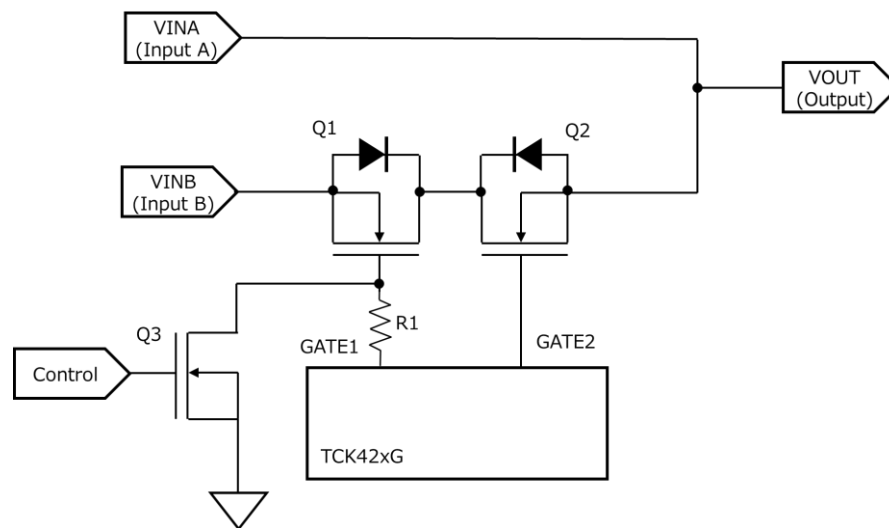 VINA
(Input A)
VOUT
(Output)
Q1
Q2
VINB
(Input B)
Q3
R1
GATE1
GATE2
Control
TCK42xG